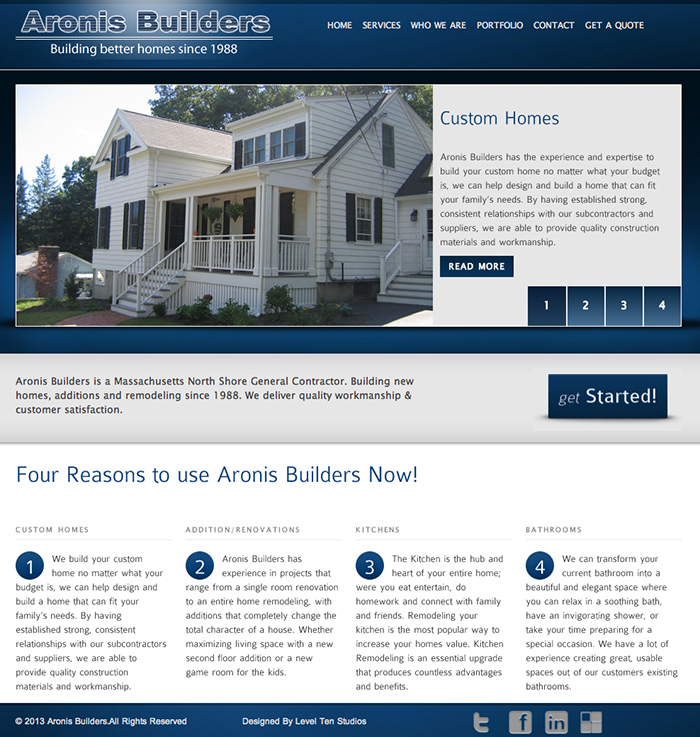 Aronis Builders
Building better homes since 1988
HOME SERVICES WHO WE ARE PORTFOLIO CONTACT GET A QUOTE
Custom Homes
Aronis Builders has the experience and expertise to
build your custom home no matter what your budget
is, we can help design and build a home that can fit
your family's needs. By having established strong,
consistent relationships with our subcontractors and
suppliers, we are able to provide quality construction
materials and workmanship.
READ MORE
1 2 3 4
Aronis Builders is a Massachusetts North Shore General Contractor. Building new
homes, additions and remodeling since 1988. We deliver quality workmanship &
customer satisfaction.
get Started!
Four Reasons to use Aronis Builders Now!
CUSTOM HOMES
1 We build your custom
home no matter what your
budget is, we can help design and
build a home that can fit your
family's needs. By having
established strong, consistent
relationships with our subcontractors
and suppliers, we are able to
provide quality construction
materials and workmanship.
ADDITION/RENOVATIONS
2 Aronis Builders has
experience in projects that
range from a single room renovation
to an entire home remodeling, with
additions that completely change the
total character of a house. Whether
maximizing living space with a new
second floor addition or a new
game room for the kids.
KITCHENS
3 The Kitchen is the hub and
heart of your entire home;
were you eat entertain, do
homework and connect with family
and friends. Remodeling your
kitchen is the most popular way to
increase your homes value. Kitchen
Remodeling is an essential upgrade
that produces countless advantages
and benefits.
BATHROOMS
4 We can transform your
current bathroom into a
beautiful and elegant space where
you can relax in a soothing bath,
have an invigorating shower, or
take your time preparing for a
special occasion. We have a lot of
experience creating great, usable
spaces out of our customers existing
bathrooms.
© 2013 Aronis Builders.All Rights Reserved
Designed By Level Ten Studios
t f in